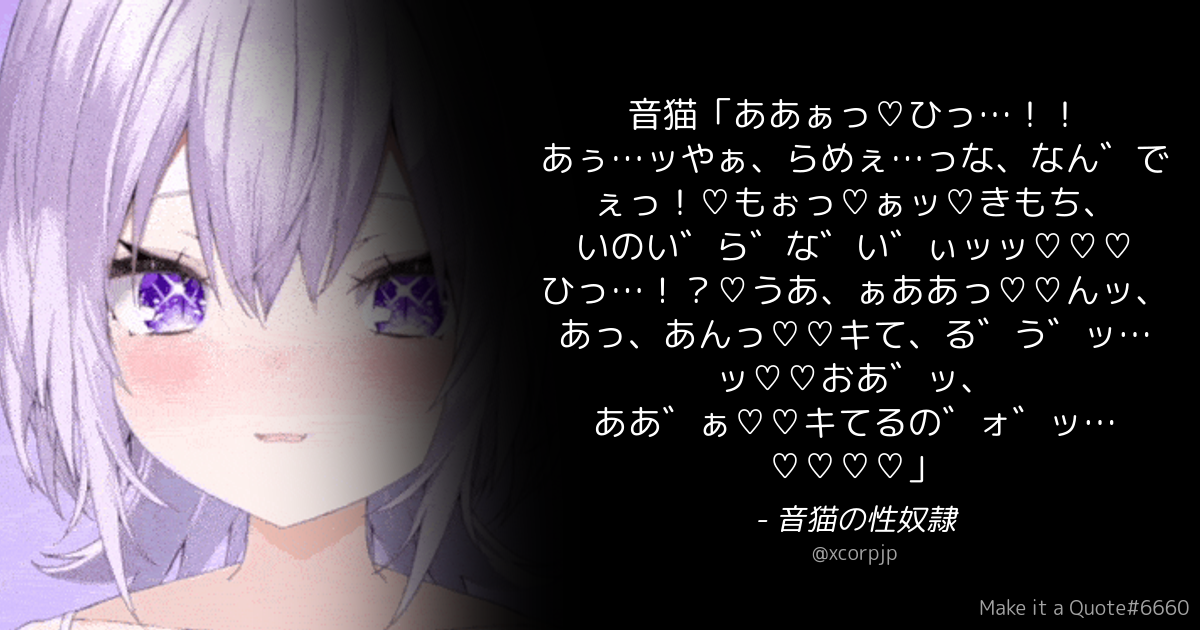 音猫「ああぁっ♡ひっ…！！
あぅ…ッやぁ、らめぇ…っな、なん゛で
ぇっ！♡もぉっ♡ぁッ♡きもち、
いのい゛ら゛な゛い゛ぃッッ♡♡♡
ひっ…！？♡うあ、ぁああっ♡♡んッ、
あっ、あんっ♡♡キて、る゛う゛ッ…
ッ♡♡おあ゛ッ、
ああ゛ぁ♡♡キてるの゛ォ゛ッ…
♡♡♡♡」
- 音猫の性奴隷
@xcorpjp
Make it a Quote#6660